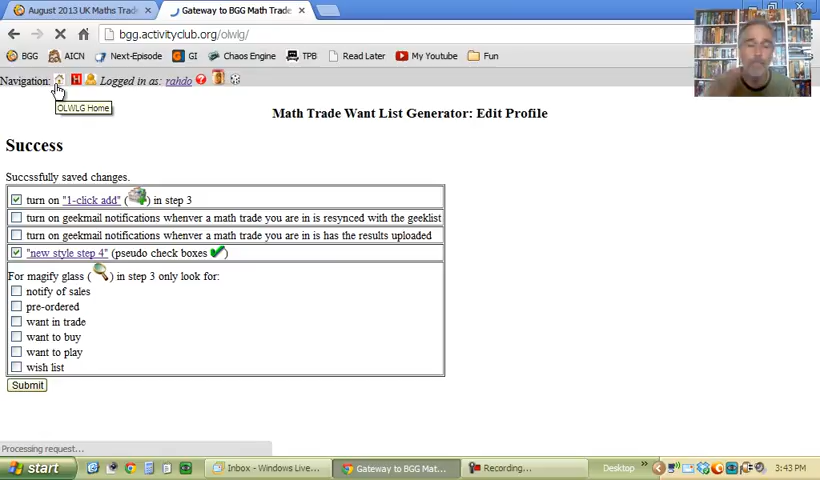 August 2013 UK Maths Trad
Gateway to BGG Math Trade
bgg.activityclub.org/olwlg/
BGG AICN Next-Episode GI Chaos Engine TPB Read Later My Youtube Fun
Navigation: H Logged in as: rahdo ?
OLWLG Home
Math Trade Want List Generator: Edit Profile
Success
Succssfully saved changes.
turn on "1-click add" ( ) in step 3
turn on geekmail notifications whenver a math trade you are in is resynced with the geeklist
turn on geekmail notifications whenver a math trade you are in is has the results uploaded
"new style step 4" (pseudo check boxes ✔)
For magify glass ( ) in step 3 only look for:
notify of sales
pre-ordered
want in trade
want to buy
want to play
wish list
Submit
Processing request...
start Inbox - Windows Live... Gateway to BGG Mat... Recording... Desktop » 3:43 PM